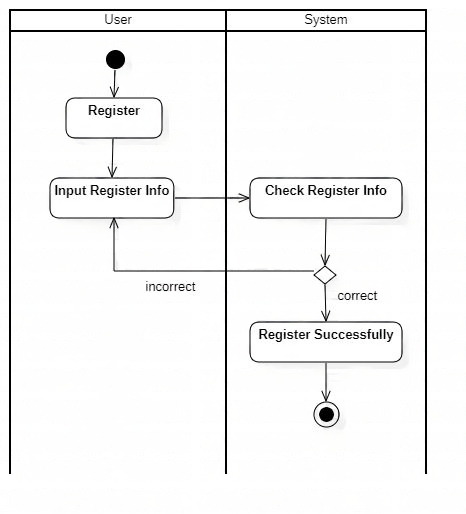 User
System
Register
Input Register Info
Check Register Info
incorrect
correct
Register Successfully